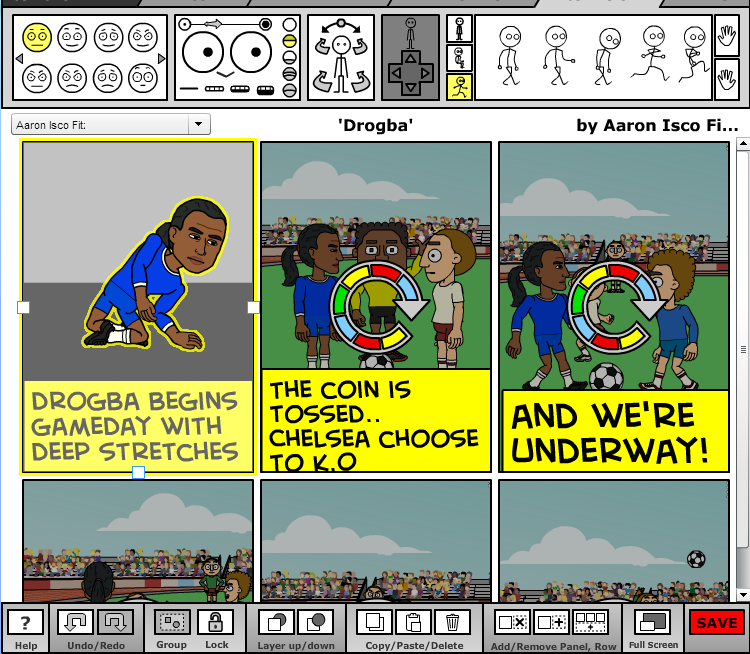 Aaron Isco Fit:
'Drogba'
by Aaron Isco Fi...
DROGBA BEGINS
GAMEDAY WITH
DEEP STRETCHES
THE COIN IS
TOSSED..
CHELSEA CHOOSE
TO K.O
AND WE'RE
UNDERWAY!
?
SAVE
Help
Undo/Redo
Group
Lock
Layer up/down
Copy/Paste/Delete
Add/Remove Panel, Row
Full Screen